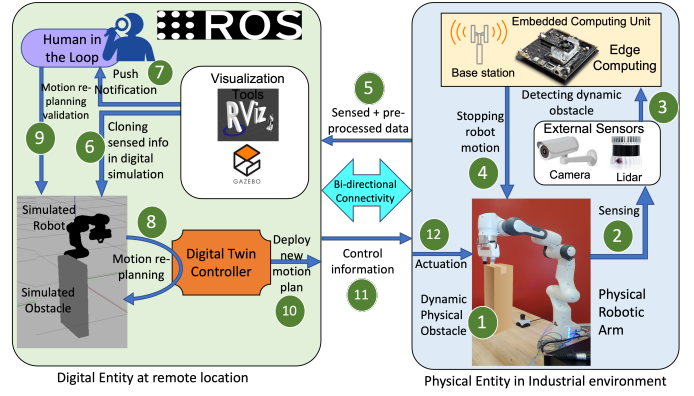 Human in
the Loop
ROS
7
Push
Notification
Motion re-
planning
validation
9
6
Cloning
sensed info
in digital
simulation
Visualization
Tools
RViz
GAZEBO
Simulated
Robot
Simulated
Obstacle
8
Motion re-
planning
Digital Twin
Controller
Deploy
new
motion
plan
10
Digital Entity at remote location
5
Sensed + pre-
processed data
Bi-directional
Connectivity
Control
information
11
Embedded Computing Unit
Base station
Edge
Computing
Detecting dynamic
obstacle
3
Stopping
robot
motion
4
External Sensors
Camera
Lidar
Sensing
2
12
Actuation
Dynamic
Physical
Obstacle
1
Physical
Robotic
Arm
Physical Entity in Industrial environment